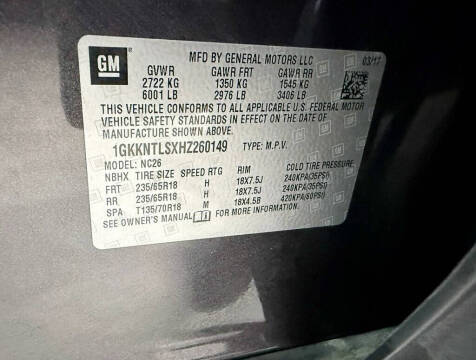 GM
MFD BY GENERAL MOTORS LLC 03/17
GVWR GAWR FRT GAWR RR
2722 KG 1350 KG 1545 KG
6001 LB 2976 LB 3406 LB
THIS VEHICLE CONFORMS TO ALL APPLICABLE U.S. FEDERAL MOTOR
VEHICLE SAFETY STANDARDS IN EFFECT ON THE DATE OF
MANUFACTURE SHOWN ABOVE.
1GKKNTLSXHZ260149 TYPE: M.P.V.
MODEL: NC26
NBHX TIRE SIZE SPEED RTG RIM COLD TIRE PRESSURE
FRT 235/65R18 H 18X7.5J 240KPA(35PSI)
RR 235/65R18 H 18X7.5J 240KPA(35PSI)
SPA T135/70R18 M 18X4.5B 420KPA(60PSI)
SEE OWNER'S MANUAL